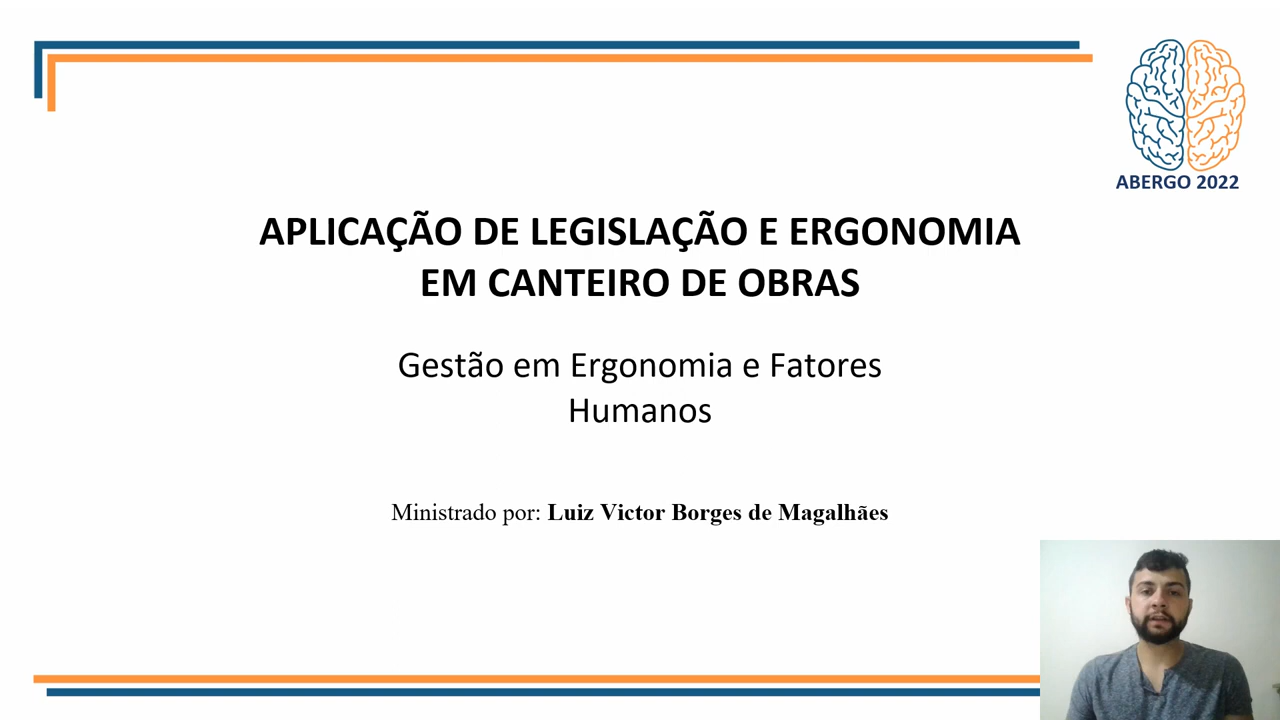 ABERGO 2022
APLICAÇÃO DE LEGISLAÇÃO E ERGONOMIA
EM CANTEIRO DE OBRAS
Gestão em Ergonomia e Fatores
Humanos
Ministrado por: Luiz Victor Borges de Magalhães